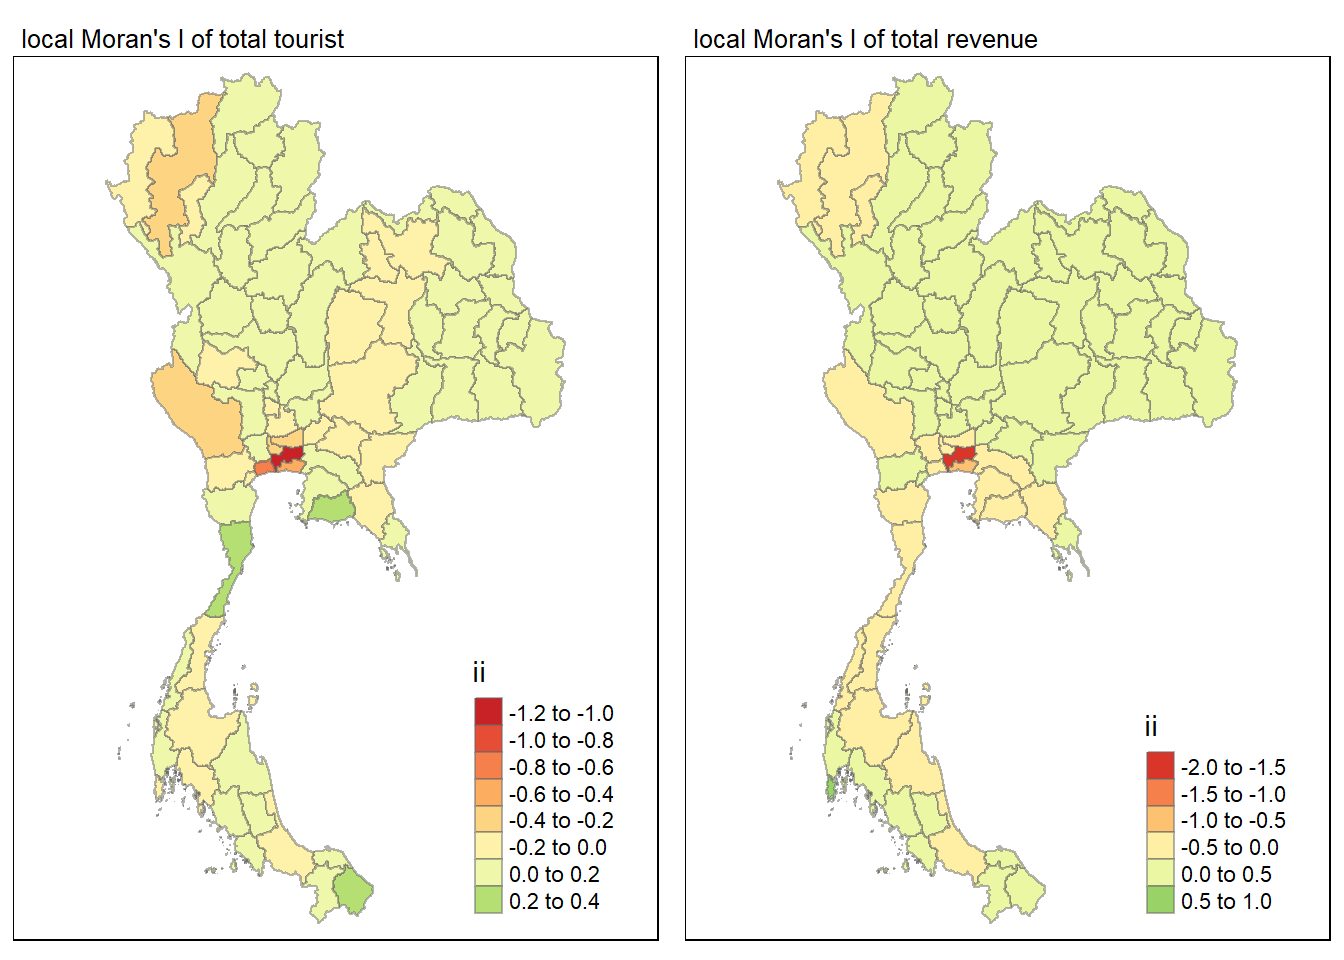 local Moran's I of total tourist
local Moran's I of total revenue
ii
-1.2 to -1.0
-1.0 to -0.8
-0.8 to -0.6
-0.6 to -0.4
-0.4 to -0.2
-0.2 to 0.0
0.0 to 0.2
0.2 to 0.4
ii
-2.0 to -1.5
-1.5 to -1.0
-1.0 to -0.5
-0.5 to 0.0
0.0 to 0.5
0.5 to 1.0